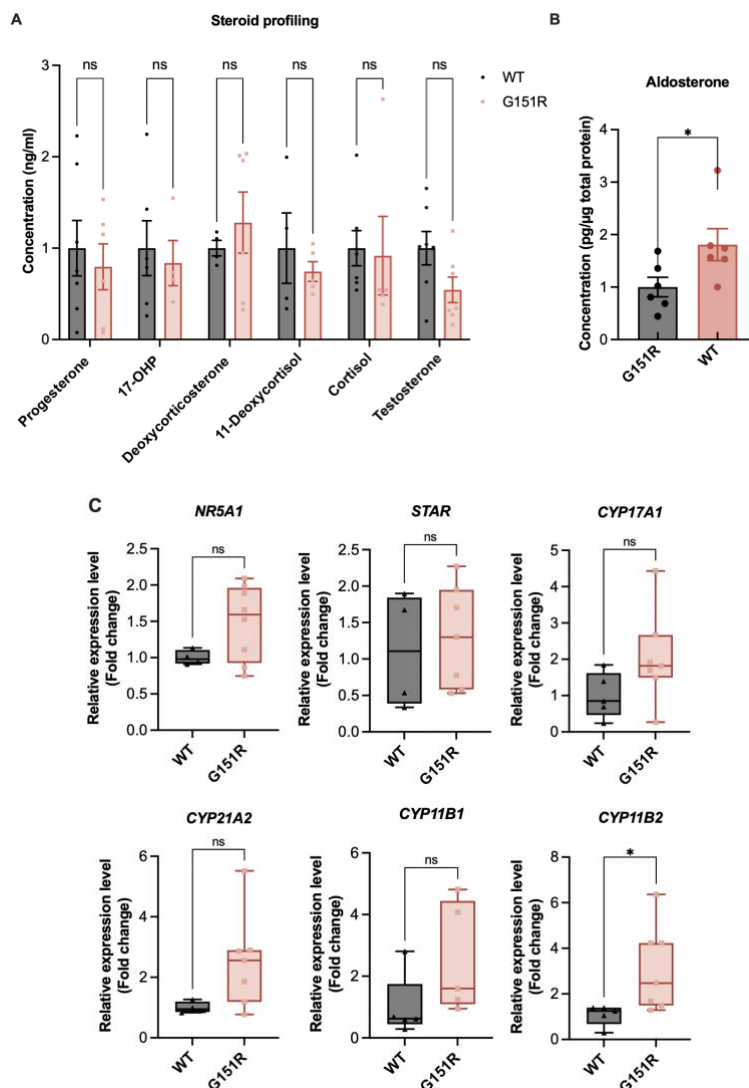 A
Steroid profiling
ns
ns
ns
ns
ns
ns
WT
G151R
Concentration (ng/ml)
3
2
1
0
Progesterone
17-OHP
Deoxycorticosterone
11-Deoxycortisol
Cortisol
Testosterone
B
Aldosterone
*
Concentration (pg/µg total protein)
4
3
2
1
0
G151R
WT
C
NR5A1
ns
Relative expression level
(Fold change)
2.5
2.0
1.5
1.0
0.5
0.0
WT
G151R
STAR
ns
Relative expression level
(Fold change)
2.5
2.0
1.5
1.0
0.5
0.0
WT
G151R
CYP17A1
ns
Relative expression level
(Fold change)
5
4
3
2
1
0
WT
G151R
CYP21A2
ns
Relative expression level
(Fold change)
6
4
2
0
WT
G151R
CYP11B1
ns
Relative expression level
(Fold change)
6
4
2
0
WT
G151R
CYP11B2
*
Relative expression level
(Fold change)
8
6
4
2
0
WT
G151R